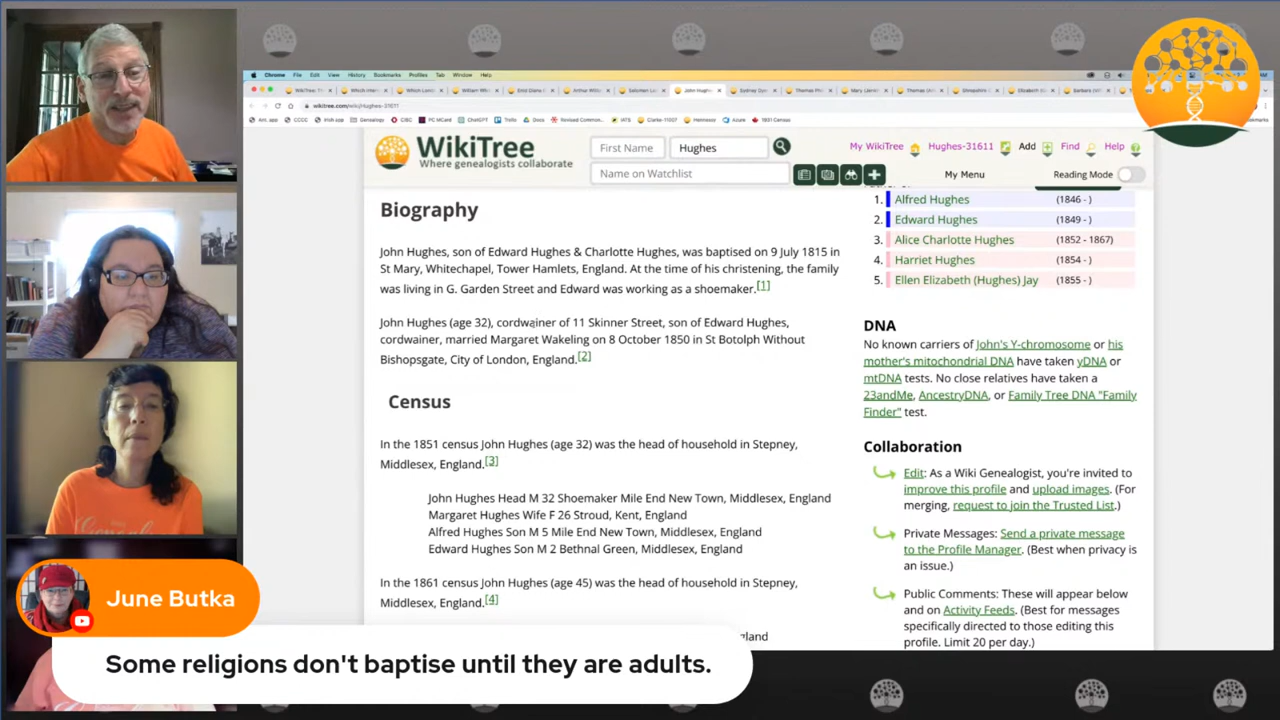 Chrome File Edit View History Bookmarks Profiles Tab Window Help
wikitree.com/wiki/Hughes-31611
WikiTree
Where genealogists collaborate
First Name
Hughes
Name on Watchlist
My WikiTree Hughes-31611 Add Find Help
My Menu Reading Mode
Biography
John Hughes, son of Edward Hughes & Charlotte Hughes, was baptised on 9 July 1815 in
St Mary, Whitechapel, Tower Hamlets, England. At the time of his christening, the family
was living in G. Garden Street and Edward was working as a shoemaker.[1]
John Hughes (age 32), cordwainer of 11 Skinner Street, son of Edward Hughes,
cordwainer, married Margaret Wakeling on 8 October 1850 in St Botolph Without
Bishopsgate, City of London, England.[2]
Census
In the 1851 census John Hughes (age 32) was the head of household in Stepney,
Middlesex, England.[3]
John Hughes Head M 32 Shoemaker Mile End New Town, Middlesex, England
Margaret Hughes Wife F 26 Stroud, Kent, England
Alfred Hughes Son M 5 Mile End New Town, Middlesex, England
Edward Hughes Son M 2 Bethnal Green, Middlesex, England
In the 1861 census John Hughes (age 45) was the head of household in Stepney,
Middlesex, England.[4]
1. Alfred Hughes (1846 - )
2. Edward Hughes (1849 - )
3. Alice Charlotte Hughes (1852 - 1867)
4. Harriet Hughes (1854 - )
5. Ellen Elizabeth (Hughes) Jay (1855 - )
DNA
No known carriers of John's Y-chromosome or his
mother's mitochondrial DNA have taken yDNA or
mtDNA tests. No close relatives have taken a
23andMe, AncestryDNA, or Family Tree DNA "Family
Finder" test.
Collaboration
Edit: As a Wiki Genealogist, you're invited to
improve this profile and upload images. (For
merging, request to join the Trusted List.)
Private Messages: Send a private message
to the Profile Manager. (Best when privacy is
an issue.)
Public Comments: These will appear below
and on Activity Feeds. (Best for messages
specifically directed to those editing this
profile. Limit 20 per day.)
June Butka
Some religions don't baptise until they are adults.